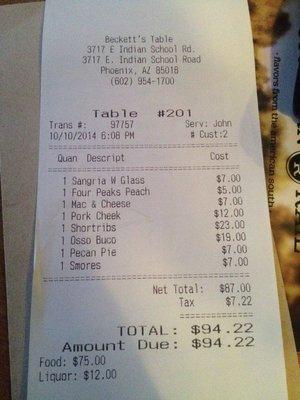 Beckett's Table
3717 E Indian School Rd.
3717 E. Indian School Road
Phoenix, AZ 85018
(602) 954-1700
Table #201
Trans #: 97757 Serv: John
10/10/2014 6:08 PM # Cust:2
Quan Descript Cost
1 Sangria W Glass $7.00
1 Four Peaks Peach $5.00
1 Mac & Cheese $7.00
1 Pork Cheek $12.00
1 Shortribs $23.00
1 Osso Buco $19.00
1 Pecan Pie $7.00
1 Smores $7.00
Net Total: $87.00
Tax $7.22
TOTAL: $94.22
Amount Due: $94.22
Food: $75.00
Liquor: $12.00
flavors from the american south